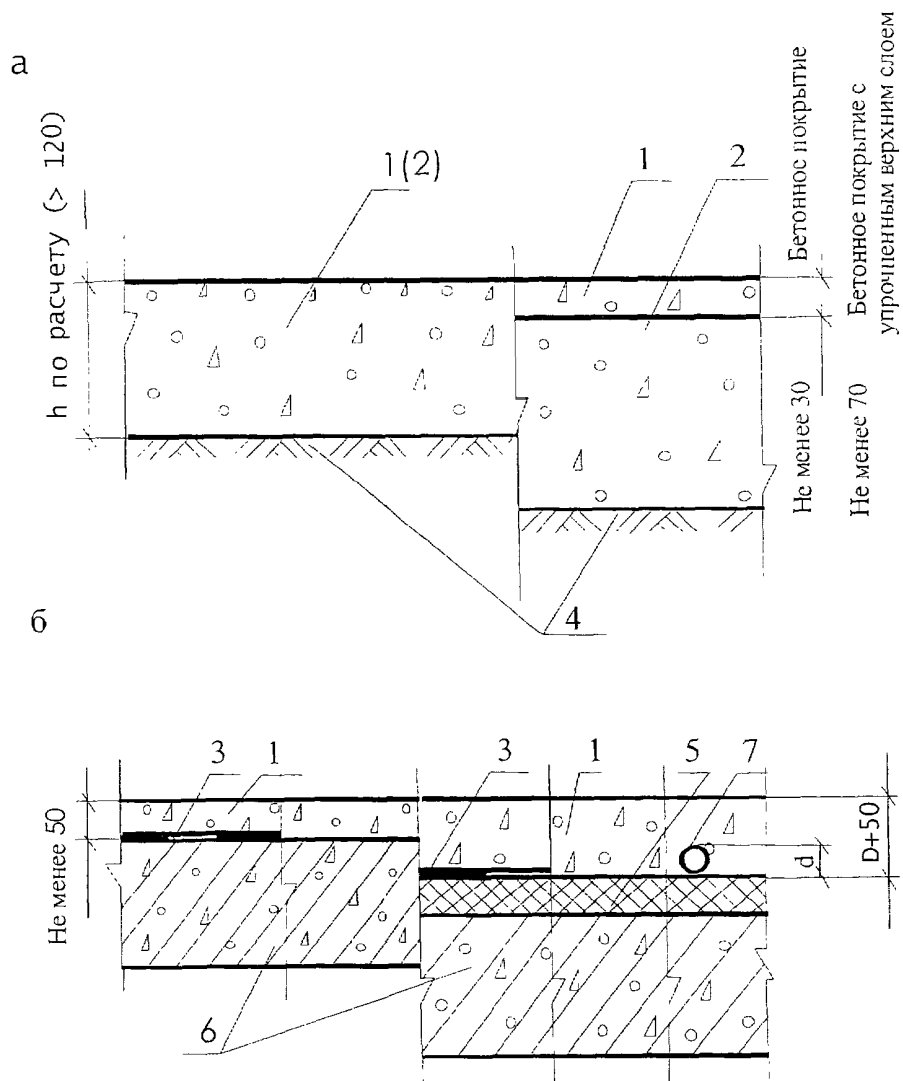 а
h по расчету (> 120)
1(2)
1
2
Бетонное покрытие
Бетонное покрытие с
упрочненным верхним слоем
Не менее 30
Не менее 70
4
б
3
1
3
1
5
7
Не менее 50
d
D+50
6